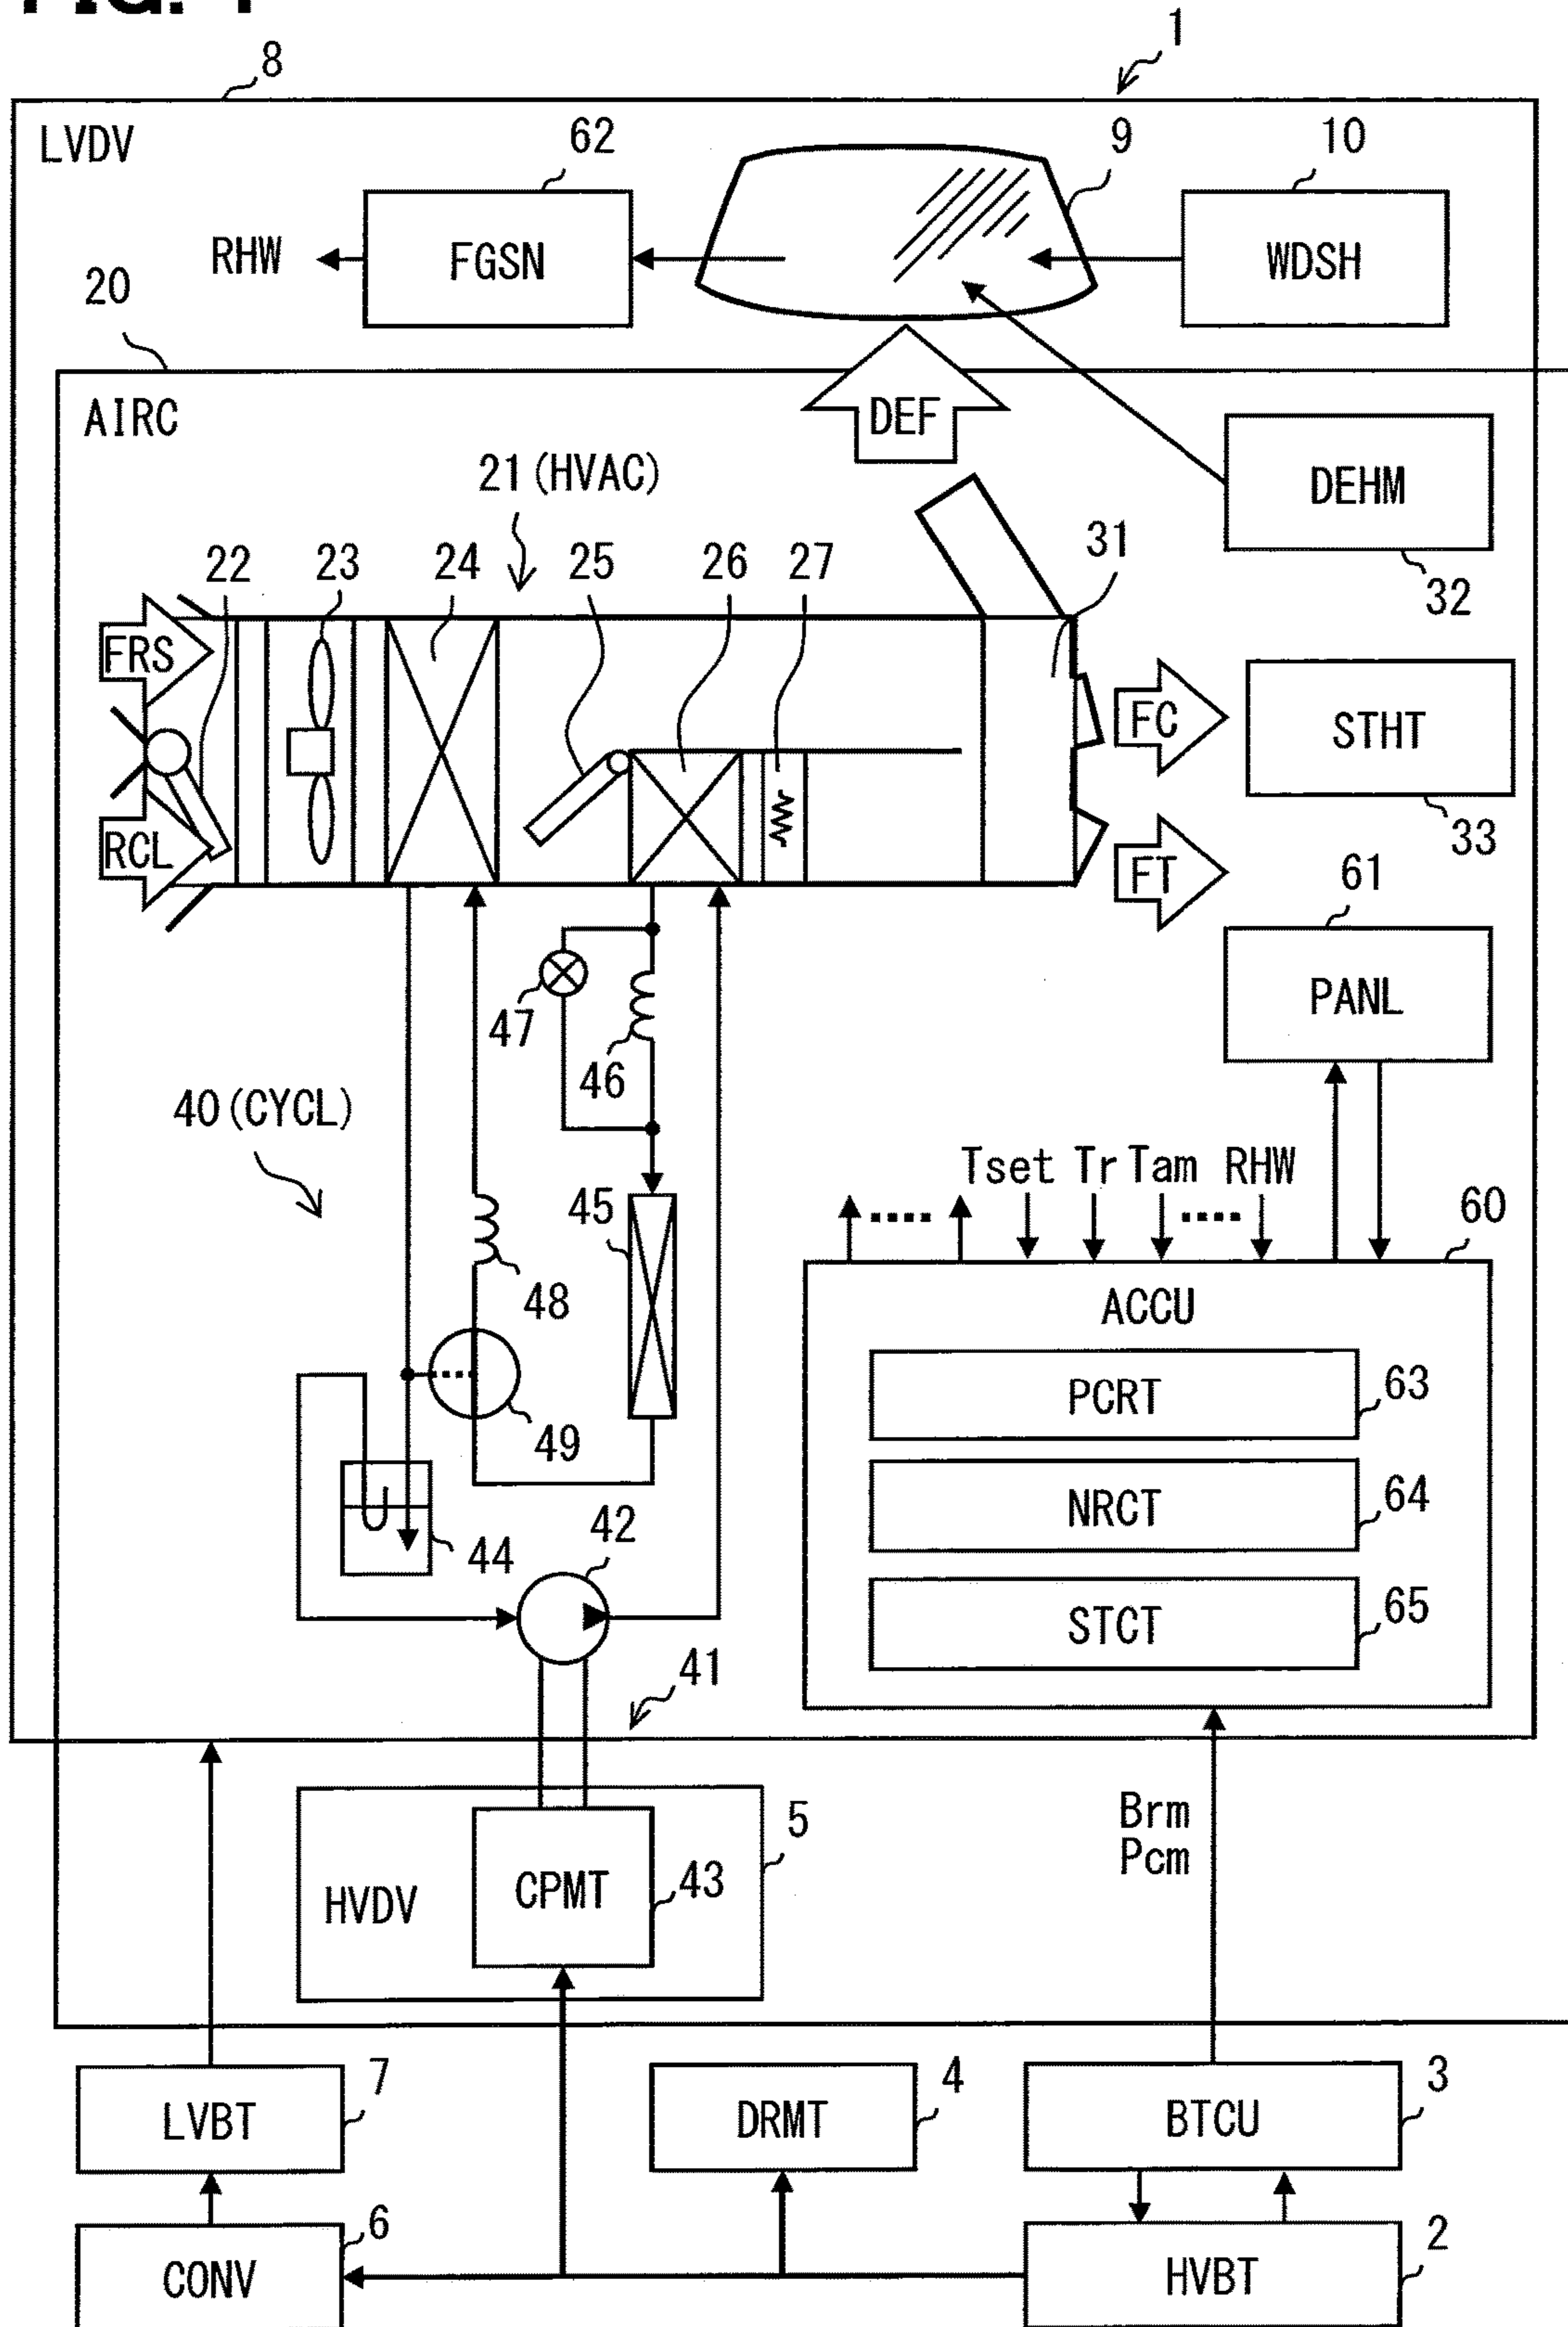 FIG. 1
1
8
LVDV
62
9
10
RHW
FGSN
WDSH
20
AIRC
DEF
21 (HVAC)
DEHM
22
23
24
25
26
27
31
32
FRS
FC
STHT
RCL
33
FT
61
PANL
47
46
40 (CYCL)
Tset Tr Tam RHW
45
60
48
ACCU
49
PCRT
63
NRCT
64
42
44
STCT
65
41
5
Brm
Pcm
HVDV
CPMT
43
7
4
3
LVBT
DRMT
BTCU
6
2
CONV
HVBT